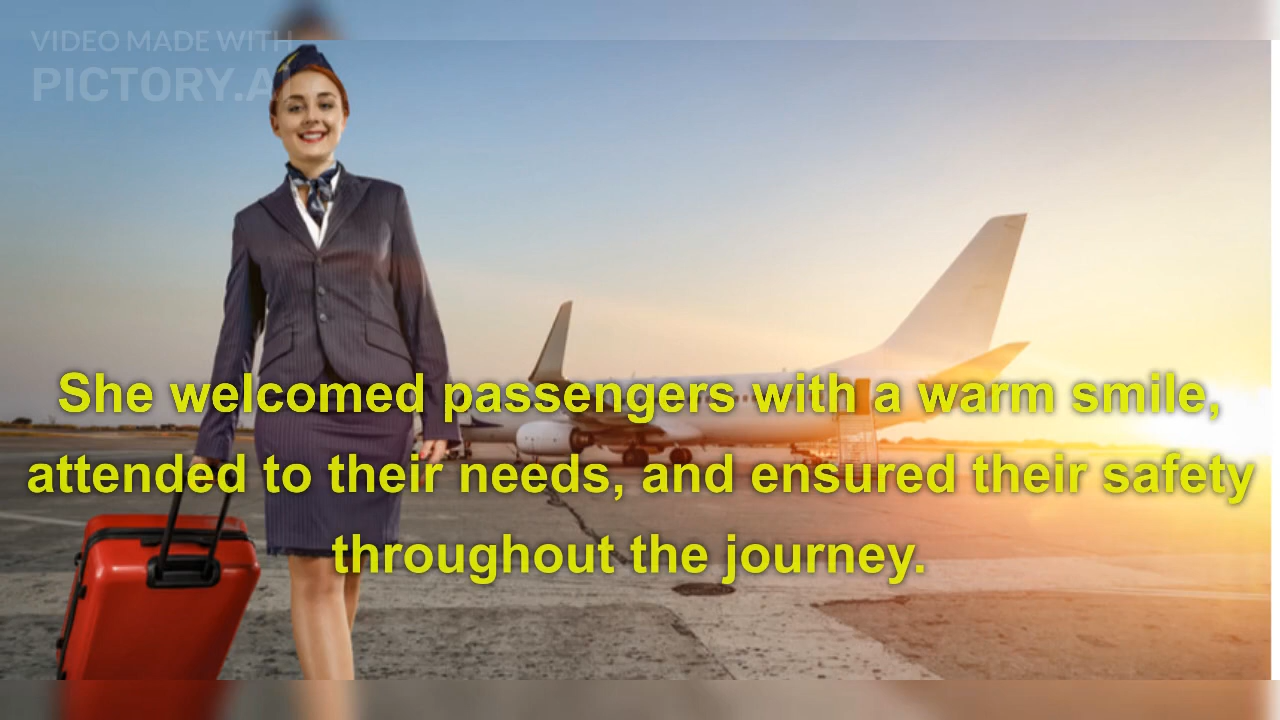 VIDEO MADE WITH
PICTORY.AI
She welcomed passengers with a warm smile,
attended to their needs, and ensured their safety
throughout the journey.